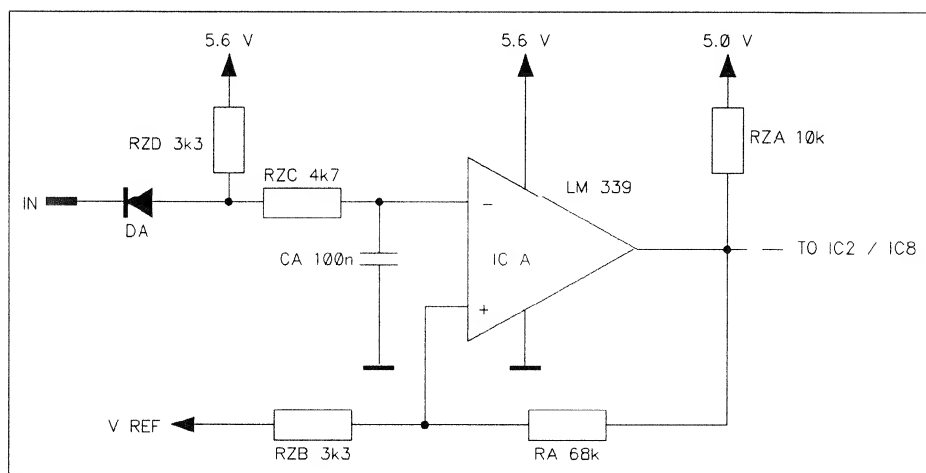 5.6 V
5.6 V
5.0 V
RZD 3k3
RZA 10k
RZC 4k7
LM 339
IN
DA
−
CA 100n
IC A
TO IC2 / IC8
+
V REF
RZB 3k3
RA 68k